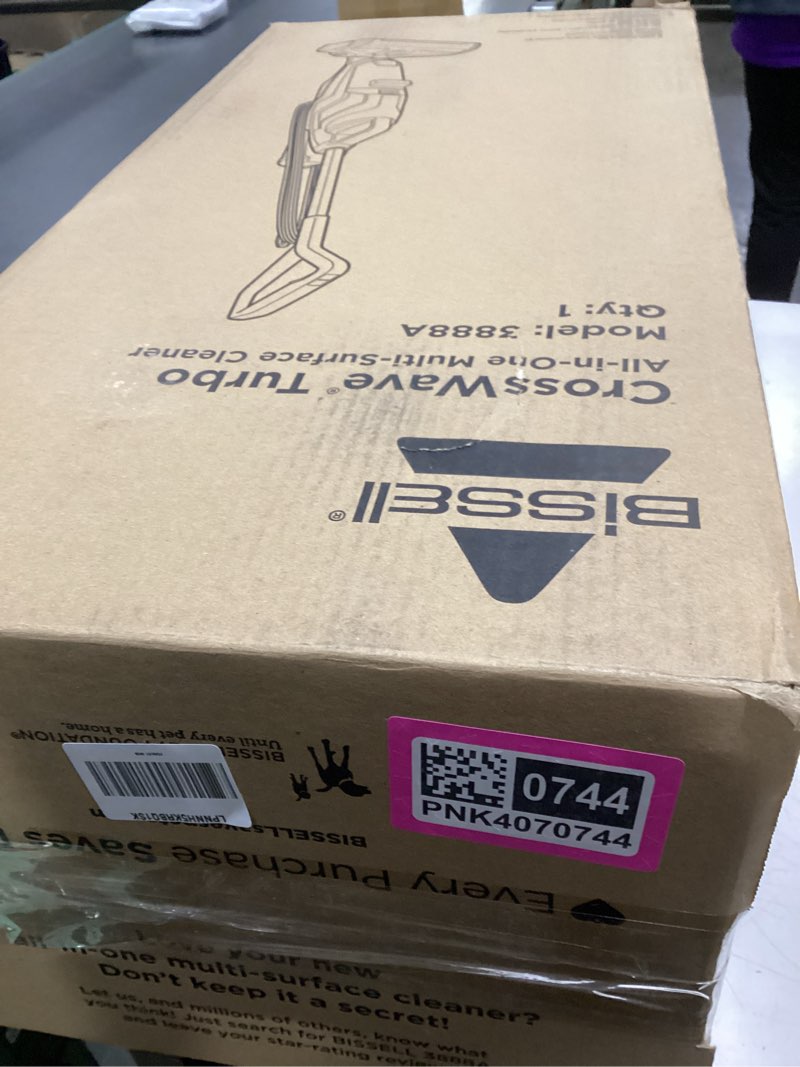 BISSELL®
CrossWave® Turbo
All-in-One Multi-Surface Cleaner
Model: 3888A
Qty: 1
0744
PNK4070744
LPNNHSKRBG1SK
Every Purchase Saves
BISSELL
Until every pet has a home.
your new
all-in-one multi-surface cleaner?
Don't keep it a secret!
Let us, and millions of others, know what
you think! Just search for BISSELL 3888A
and leave your star-rating